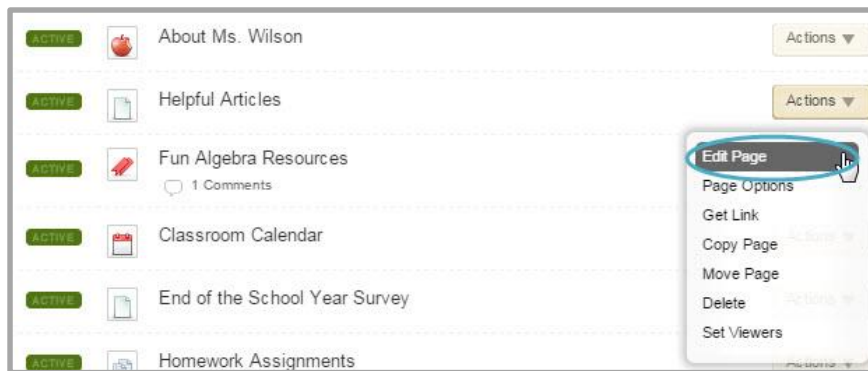 ACTIVE About Ms. Wilson Actions
ACTIVE Helpful Articles Actions
ACTIVE Fun Algebra Resources
1 Comments
ACTIVE Classroom Calendar
ACTIVE End of the School Year Survey
ACTIVE Homework Assignments Actions
Edit Page
Page Options
Get Link
Copy Page
Move Page
Delete
Set Viewers